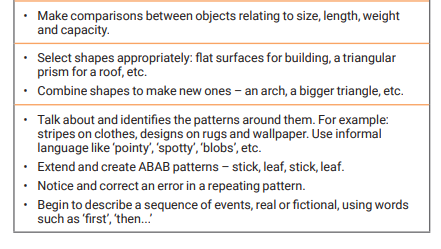 • Make comparisons between objects relating to size, length, weight
and capacity.
• Select shapes appropriately: flat surfaces for building, a triangular
prism for a roof, etc.
• Combine shapes to make new ones – an arch, a bigger triangle, etc.
• Talk about and identifies the patterns around them. For example:
stripes on clothes, designs on rugs and wallpaper. Use informal
language like ‘pointy’, ‘spotty’, ‘blobs’, etc.
• Extend and create ABAB patterns – stick, leaf, stick, leaf.
• Notice and correct an error in a repeating pattern.
• Begin to describe a sequence of events, real or fictional, using words
such as ‘first’, ‘then...’